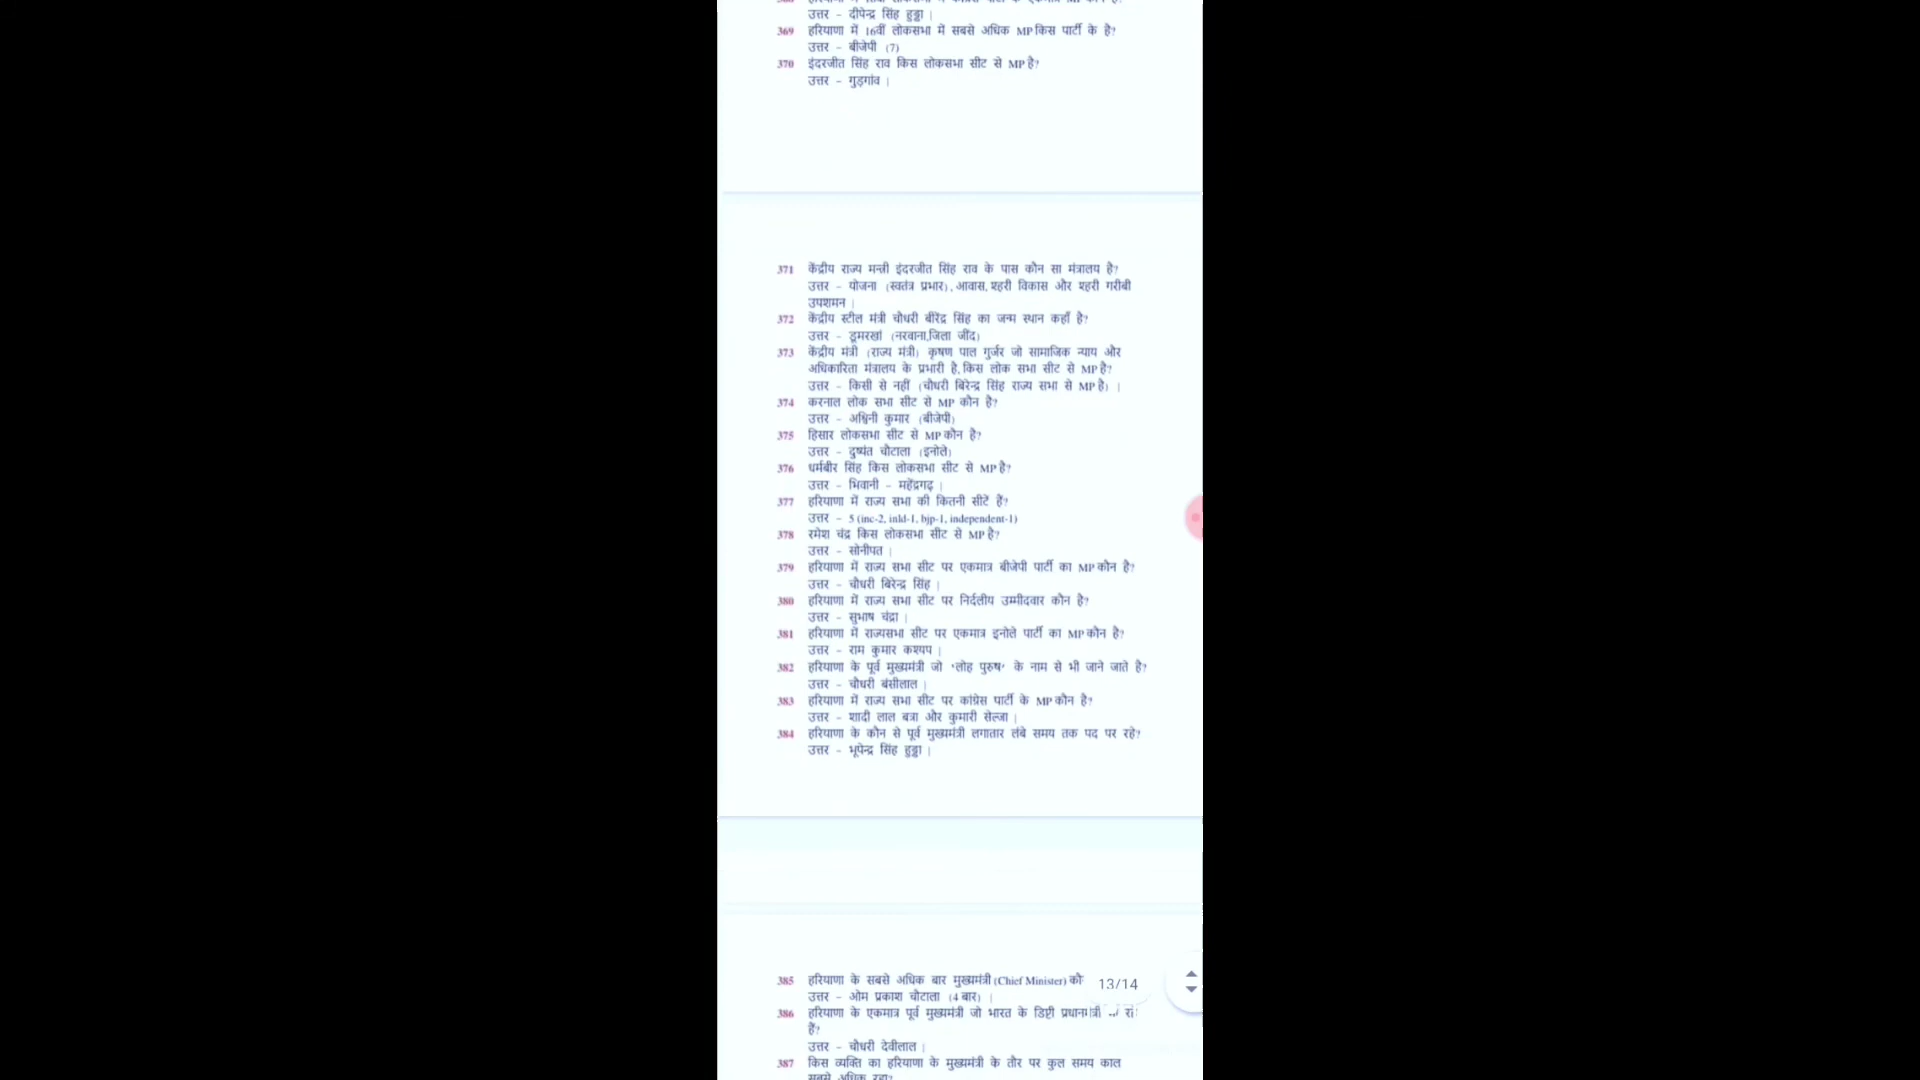 उत्तर - दीपेन्द्र सिंह हुड्डा |
369 हरियाणा में 16वीं लोकसभा में सबसे अधिक MP किस पार्टी के है?
उत्तर - बीजेपी (7)
370 इंदरजीत सिंह राव किस लोकसभा सीट से MP है?
उत्तर - गुड़गांव |
371 केंद्रीय राज्य मन्त्री इंदरजीत सिंह राव के पास कौन सा मंत्रालय है?
उत्तर - योजना (स्वतंत्र प्रभार), आवास, शहरी विकास और शहरी गरीबी
उपशमन |
372 केंद्रीय स्टील मंत्री चौधरी बीरेंद्र सिंह का जन्म स्थान कहाँ है?
उत्तर - डूमरखां (नरवाना,जिला जींद)
373 केंद्रीय मंत्री (राज्य मंत्री) कृषण पाल गुर्जर जो सामाजिक न्याय और
अधिकारिता मंत्रालय के प्रभारी है, किस लोक सभा सीट से MP है?
उत्तर - किसी से नहीं (चौधरी बिरेन्द्र सिंह राज्य सभा से MP है) |
374 करनाल लोक सभा सीट से MP कौन है?
उत्तर - अश्विनी कुमार (बीजेपी)
375 हिसार लोकसभा सीट से MP कौन है?
उत्तर - दुष्यंत चौटाला (इनोले)
376 धर्मबीर सिंह किस लोकसभा सीट से MP है?
उत्तर - भिवानी - महेंद्रगढ़ |
377 हरियाणा में राज्य सभा की कितनी सीटें हैं?
उत्तर - 5 (inc-2, inld-1, bjp-1, independent-1)
378 रमेश चंद्र किस लोकसभा सीट से MP है?
उत्तर - सोनीपत |
379 हरियाणा में राज्य सभा सीट पर एकमात्र बीजेपी पार्टी का MP कौन है?
उत्तर - चौधरी बिरेन्द्र सिंह |
380 हरियाणा में राज्य सभा सीट पर निर्दलीय उम्मीदवार कौन है?
उत्तर - सुभाष चंद्रा |
381 हरियाणा में राज्यसभा सीट पर एकमात्र इनोले पार्टी का MP कौन है?
उत्तर - राम कुमार कश्यप |
382 हरियाणा के पूर्व मुख्यमंत्री जो 'लोह पुरुष' के नाम से भी जाने जाते है?
उत्तर - चौधरी बंसीलाल |
383 हरियाणा में राज्य सभा सीट पर कांग्रेस पार्टी के MP कौन है?
उत्तर - शादी लाल बत्रा और कुमारी सेल्जा |
384 हरियाणा के कौन से पूर्व मुख्यमंत्री लगातार लंबे समय तक पद पर रहे?
उत्तर - भूपेन्द्र सिंह हुड्डा |
385 हरियाणा के सबसे अधिक बार मुख्यमंत्री (Chief Minister)
13/14
उत्तर - ओम प्रकाश चौटाला (4 बार) |
386 हरियाणा के एकमात्र पूर्व मुख्यमंत्री जो भारत के डिप्टी प्रधानमंत्री
हैं?
उत्तर - चौधरी देवीलाल |
387 किस व्यक्ति का हरियाणा के मुख्यमंत्री के तौर पर कुल समय काल